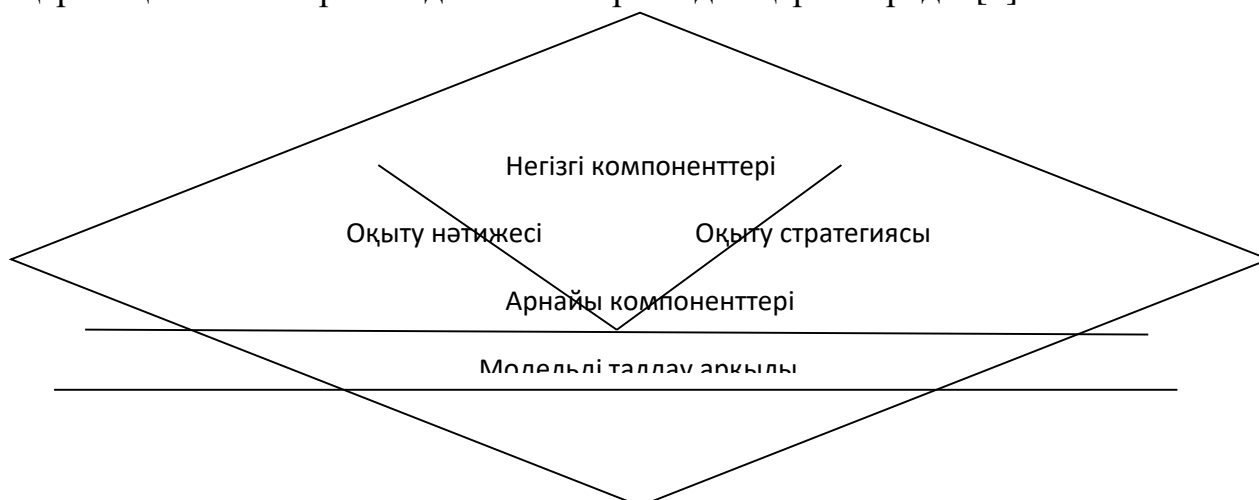 Негізгі компоненттері
Оқыту нәтижесі Оқыту стратегиясы
Арнайы компоненттері
Модельді талдау арқылы